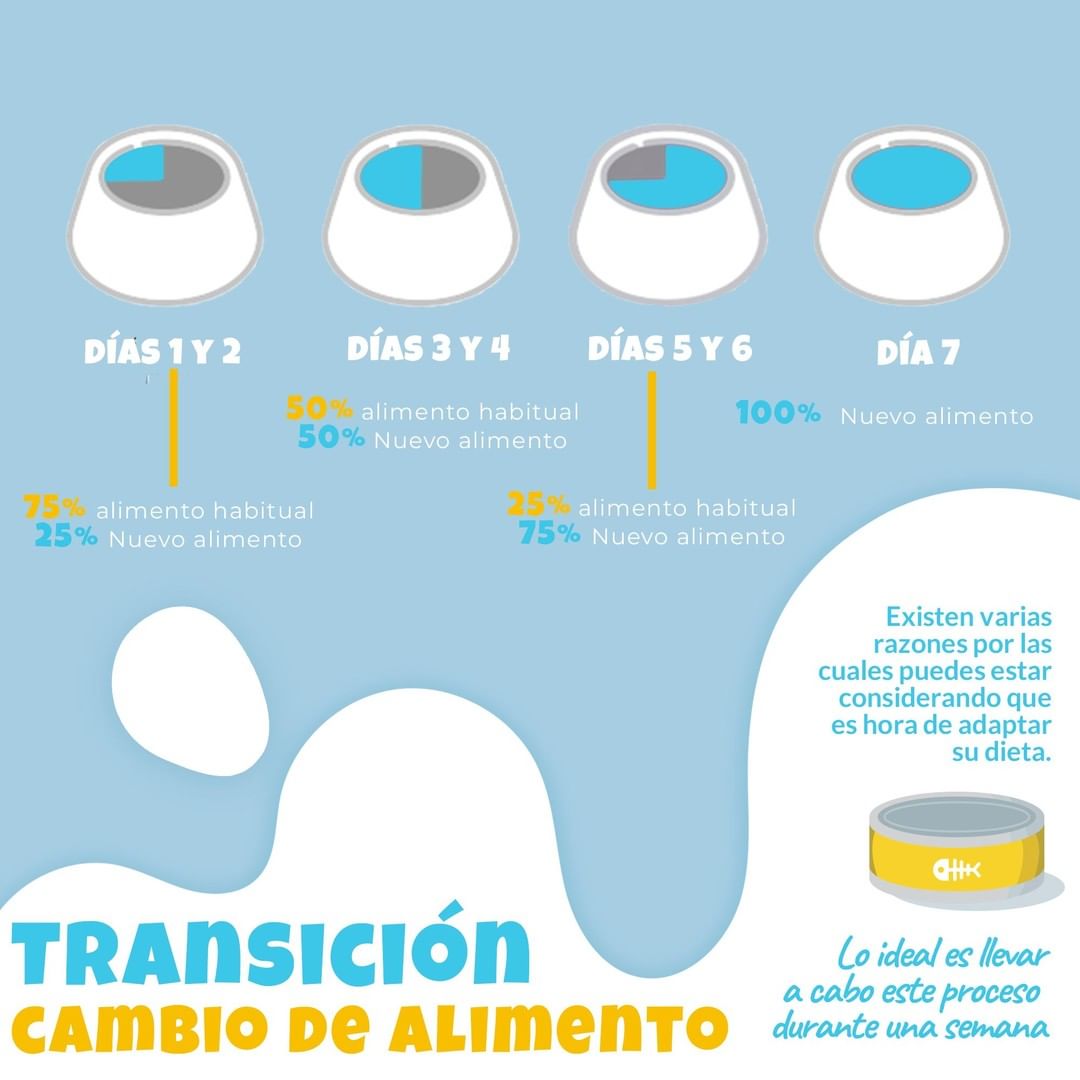 DÍAS 1 Y 2
75% alimento habitual
25% Nuevo alimento
DÍAS 3 Y 4
50% alimento habitual
50% Nuevo alimento
DÍAS 5 Y 6
25% alimento habitual
75% Nuevo alimento
DÍA 7
100% Nuevo alimento
Existen varias
razones por las
cuales puedes estar
considerando que
es hora de adaptar
su dieta.
Lo ideal es llevar
a cabo este proceso
durante una semana
TRANSICIÓN
CAMBIO DE ALIMENTO